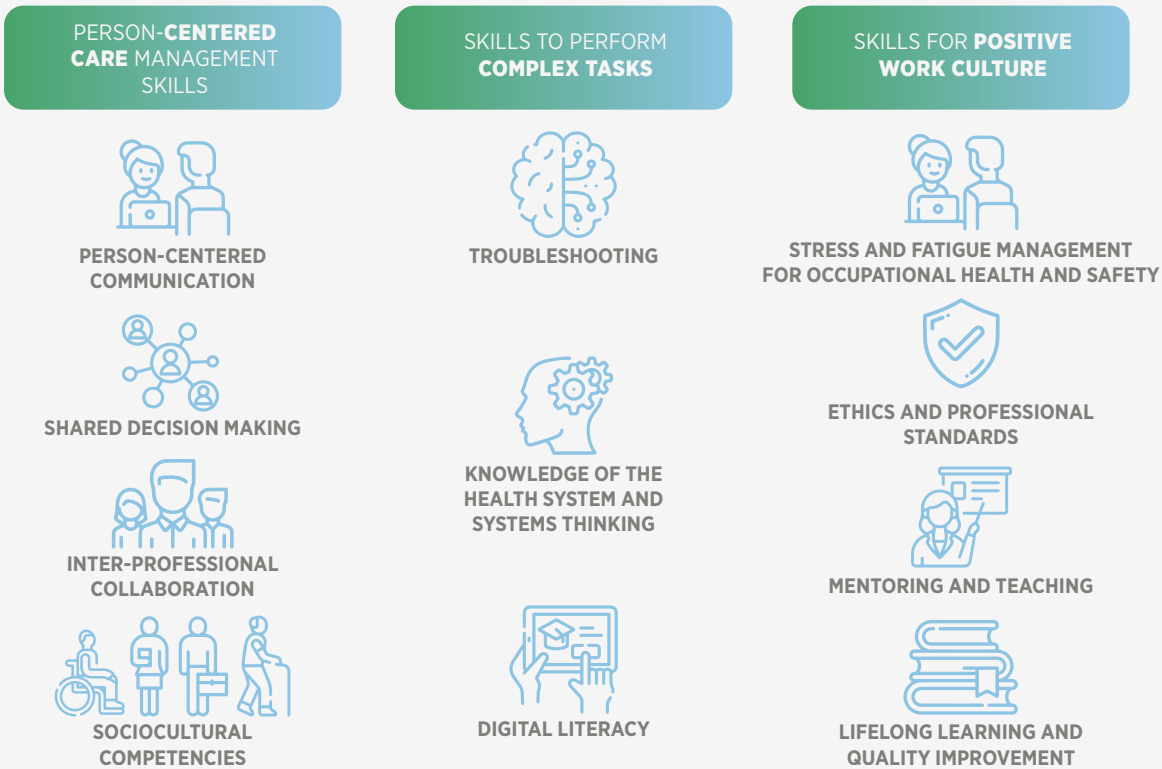 PERSON-CENTERED
CARE MANAGEMENT
SKILLS
PERSON-CENTERED
COMMUNICATION
SHARED DECISION MAKING
INTER-PROFESSIONAL
COLLABORATION
SOCIOCULTURAL
COMPETENCIES
SKILLS TO PERFORM
COMPLEX TASKS
TROUBLESHOOTING
KNOWLEDGE OF THE
HEALTH SYSTEM AND
SYSTEMS THINKING
DIGITAL LITERACY
SKILLS FOR POSITIVE
WORK CULTURE
STRESS AND FATIGUE MANAGEMENT
FOR OCCUPATIONAL HEALTH AND SAFETY
ETHICS AND PROFESSIONAL
STANDARDS
MENTORING AND TEACHING
LIFELONG LEARNING AND
QUALITY IMPROVEMENT